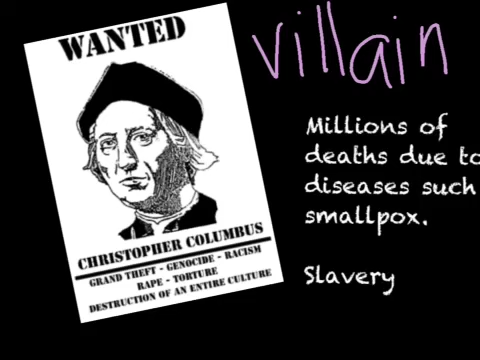 WANTED
CHRISTOPHER COLUMBUS
GRAND THEFT - GENOCIDE - RACISM
RAPE - TORTURE
DESTRUCTION OF AN ENTIRE CULTURE
villain
Millions of
deaths due to
diseases such
smallpox.
Slavery